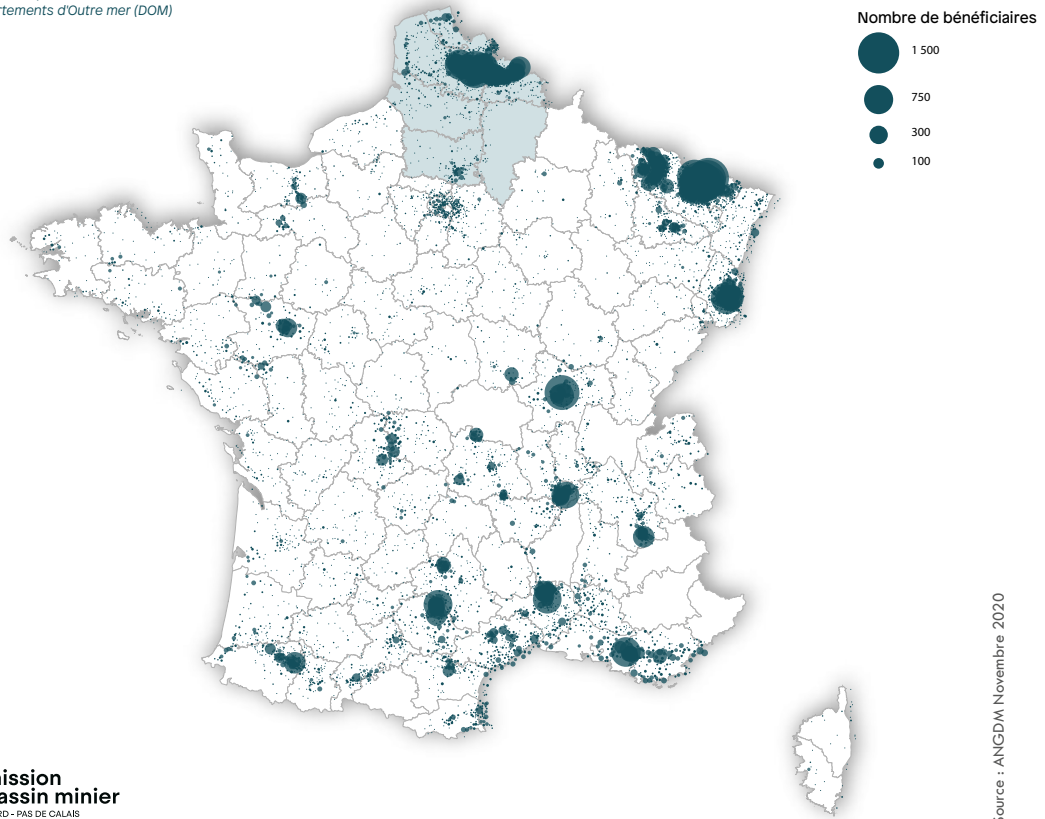 rtements d'Outre mer (DOM)
Nombre de bénéficiaires
1 500
750
300
100
ource : ANGDM Novembre 2020
ission
assin minier
RD - PAS DE CALAIS